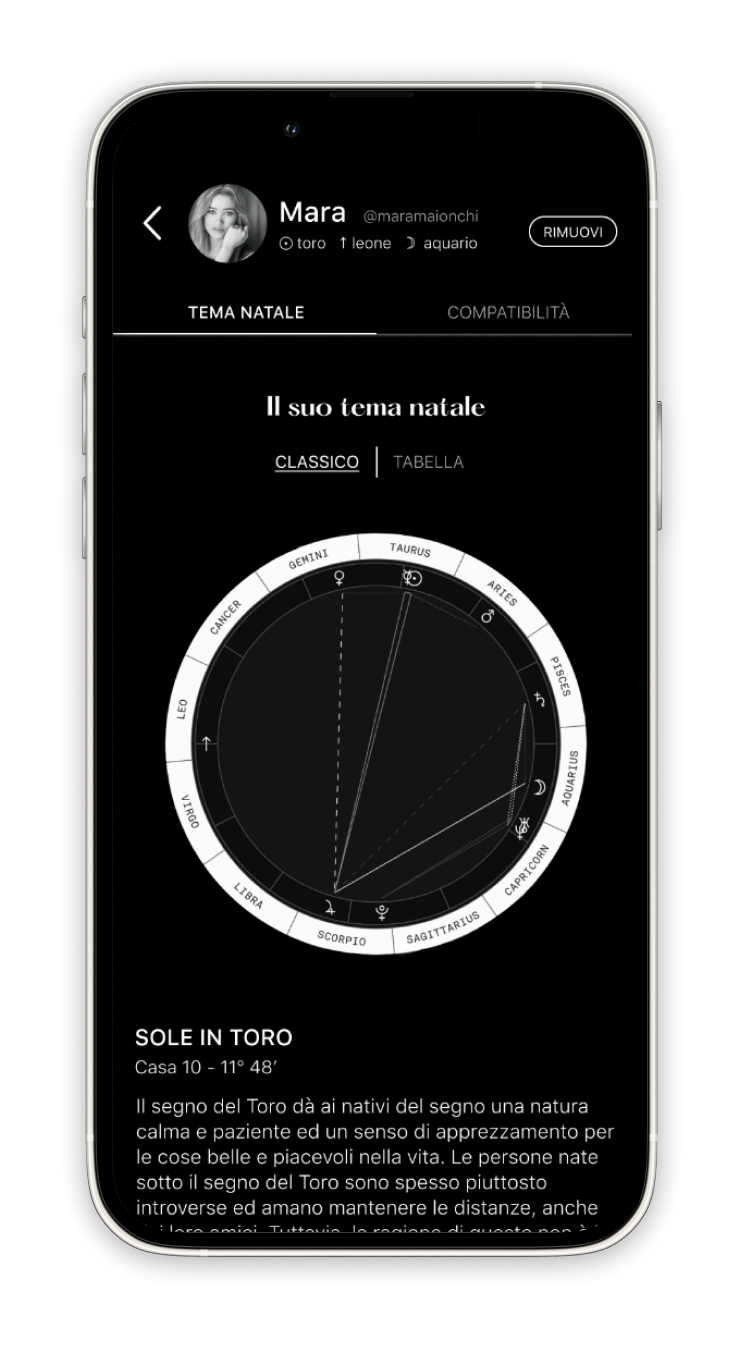 Mara @maramaionchi
toro leone aquario
RIMUOVI
TEMA NATALE COMPATIBILITÀ
Il suo tema natale
CLASSICO TABELLA
TAURUS
ARIES
PISCES
AQUARIUS
CAPRICORN
SAGITTARIUS
SCORPIO
LIBRA
VIRGO
LEO
CANCER
GEMINI
SOLE IN TORO
Casa 10 - 11° 48'
Il segno del Toro dà ai nativi del segno una natura
calma e paziente ed un senso di apprezzamento per
le cose belle e piacevoli nella vita. Le persone nate
sotto il segno del Toro sono spesso piuttosto
introverse ed amano mantenere le distanze, anche
loro amici. Tuttavia, la ragione di questo non è